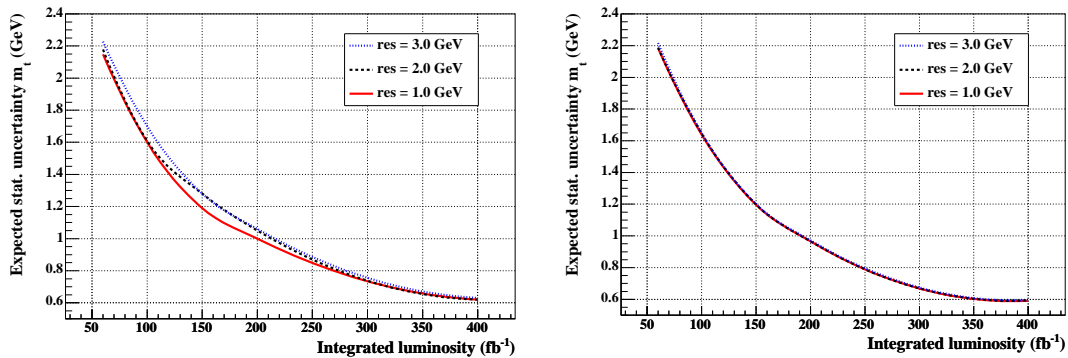 Expected stat. uncertainty m_t (GeV)
2.4
2.2
2
1.8
1.6
1.4
1.2
1
0.8
0.6
res = 3.0 GeV
res = 2.0 GeV
res = 1.0 GeV
50 100 150 200 250 300 350 400
Integrated luminosity (fb⁻¹)
Expected stat. uncertainty m_t (GeV)
2.4
2.2
2
1.8
1.6
1.4
1.2
1
0.8
0.6
res = 3.0 GeV
res = 2.0 GeV
res = 1.0 GeV
50 100 150 200 250 300 350 400
Integrated luminosity (fb⁻¹)